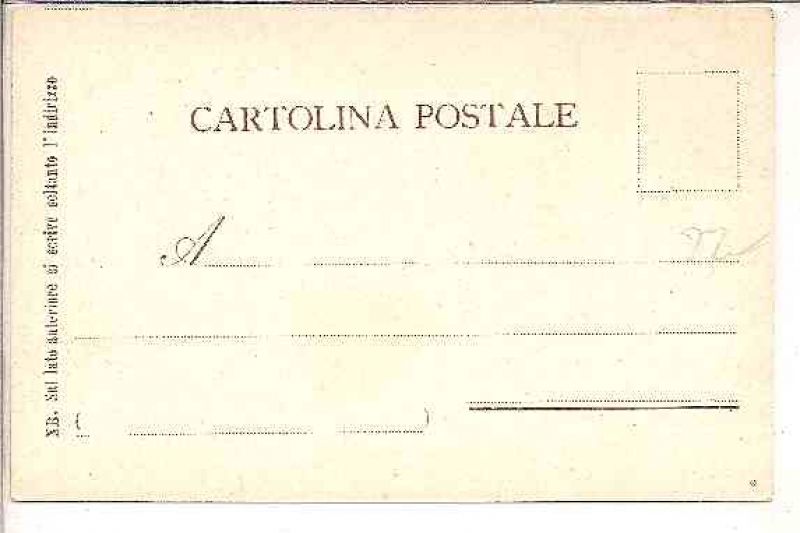 CARTOLINA POSTALE
A
NB. Sul lato anteriore si scrive soltanto l'indirizzo